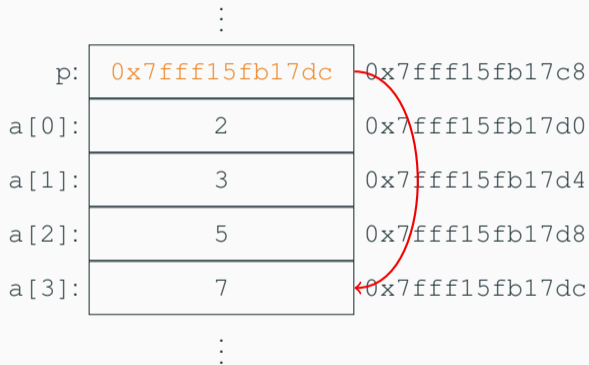 ⋮
p: 0x7fff15fb17dc 0x7fff15fb17c8
a[0]: 2 0x7fff15fb17d0
a[1]: 3 0x7fff15fb17d4
a[2]: 5 0x7fff15fb17d8
a[3]: 7 0x7fff15fb17dc
⋮